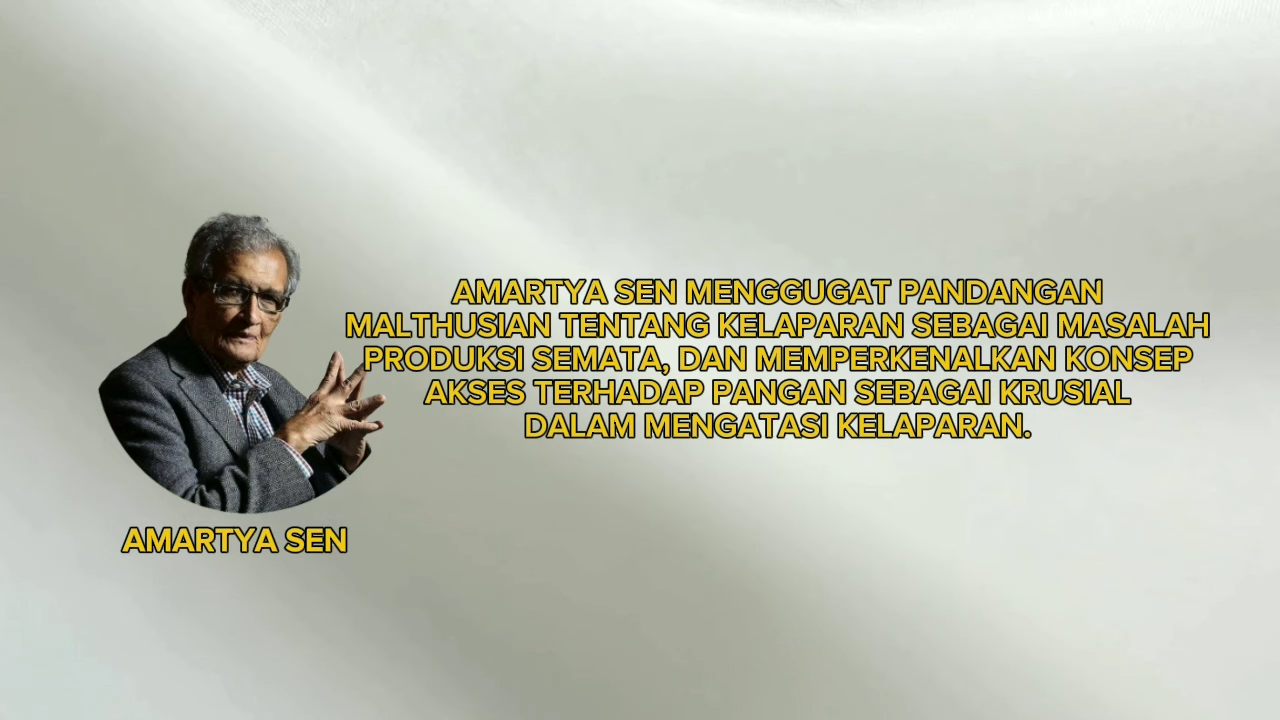 AMARTYA SEN MENGGUGAT PANDANGAN
MALTHUSIAN TENTANG KELAPARAN SEBAGAI MASALAH
PRODUKSI SEMATA, DAN MEMPERKENALKAN KONSEP
AKSES TERHADAP PANGAN SEBAGAI KRUSIAL
DALAM MENGATASI KELAPARAN.
AMARTYA SEN